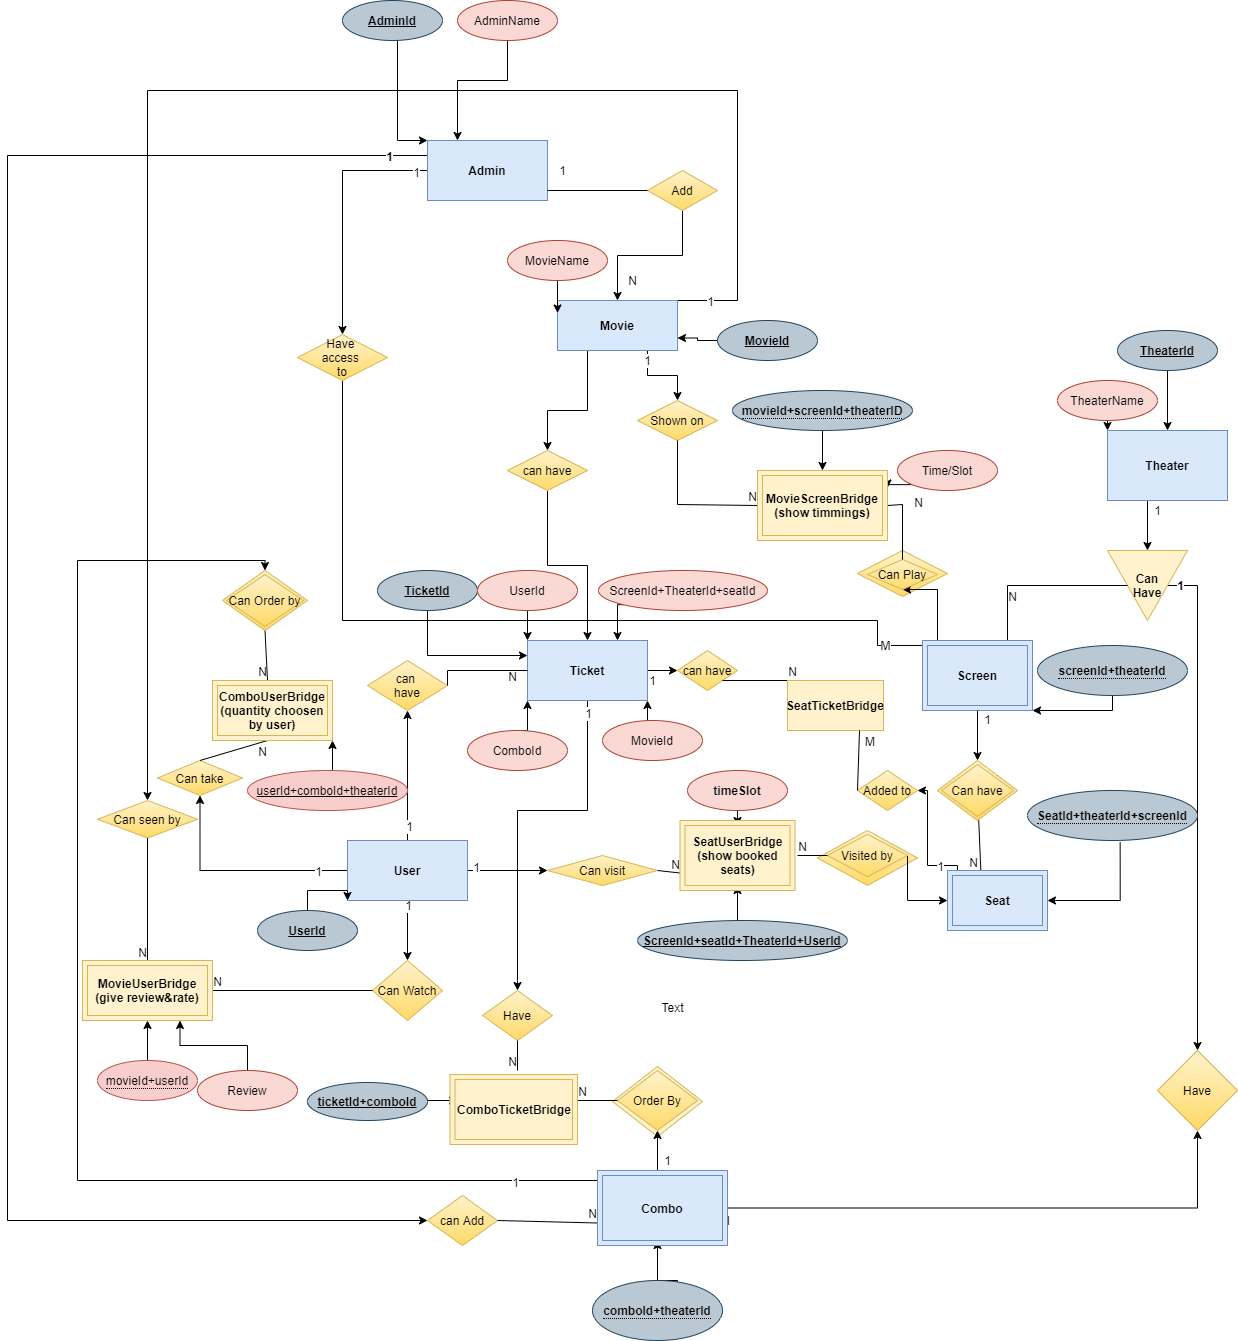 AdminId
AdminName
1
Admin
1
1
Add
MovieName
N
1
Movie
MovieId
Have
access
to
1
TheaterId
TheaterName
movieId+screenId+theaterID
Shown on
Theater
can have
Time/Slot
N
MovieScreenBridge
(show timmings)
N
1
Can Play
Can
Have
1
TicketId
UserId
ScreenId+TheaterId+seatId
N
Can Order by
M
Ticket
can have
Screen
screenId+theaterId
N
can
have
N
1
N
ComboUserBridge
(quantity choosen
by user)
SeatTicketBridge
1
1
N
ComboId
MovieId
M
Can take
userId+comboId+theaterId
timeSlot
Added to
Can have
Can seen by
1
SeatId+theaterId+screenId
SeatUserBridge
(show booked
seats)
N
Visited by
1
User
1
Can visit
N
1
N
Seat
1
UserId
ScreenId+seatId+TheaterId+UserId
N
MovieUserBridge
(give review&rate)
N
Can Watch
Text
Have
movieId+userId
Review
N
Have
ticketId+comboId
ComboTicketBridge
N
Order By
1
1
can Add
N
Combo
comboId+theaterId